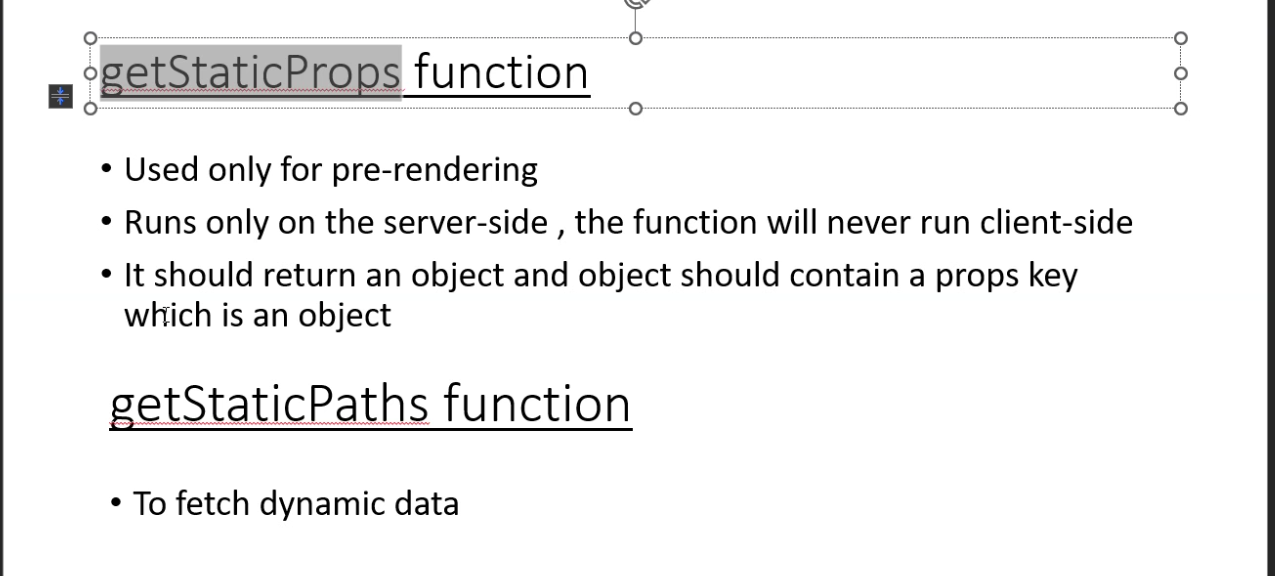 getStaticProps function
• Used only for pre-rendering
• Runs only on the server-side , the function will never run client-side
• It should return an object and object should contain a props key
which is an object
getStaticPaths function
• To fetch dynamic data